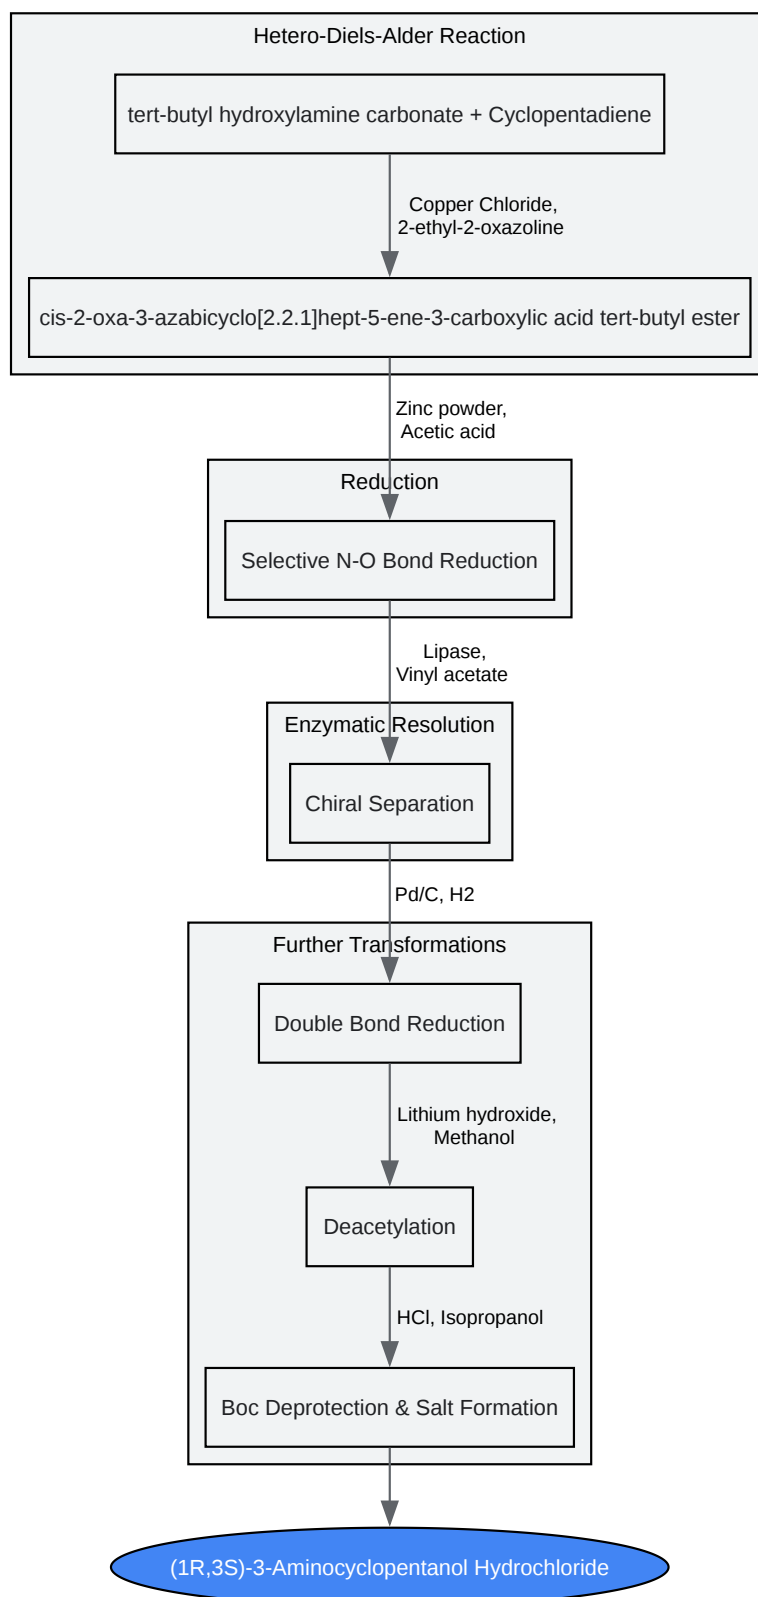 Hetero-Diels-Alder Reaction
tert-butyl hydroxylamine carbonate + Cyclopentadiene
Copper Chloride,
2-ethyl-2-oxazoline
cis-2-oxa-3-azabicyclo[2.2.1]hept-5-ene-3-carboxylic acid tert-butyl ester
Zinc powder,
Acetic acid
Reduction
Selective N-O Bond Reduction
Lipase,
Vinyl acetate
Enzymatic Resolution
Chiral Separation
Pd/C, H2
Further Transformations
Double Bond Reduction
Lithium hydroxide,
Methanol
Deacetylation
HCl, Isopropanol
Boc Deprotection & Salt Formation
(1R,3S)-3-Aminocyclopentanol Hydrochloride